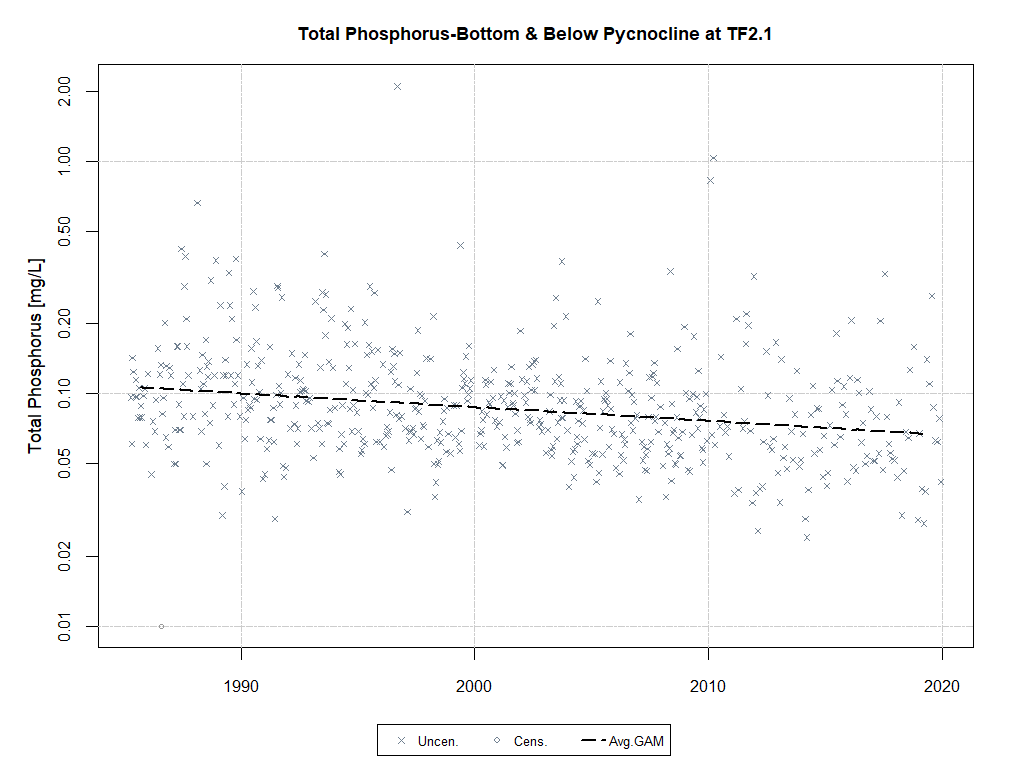 Total Phosphorus-Bottom & Below Pycnocline at TF2.1
Total Phosphorus [mg/L]
2.00
1.00
0.50
0.20
0.10
0.05
0.02
0.01
1990 2000 2010 2020
Uncen. Cens. Avg.GAM